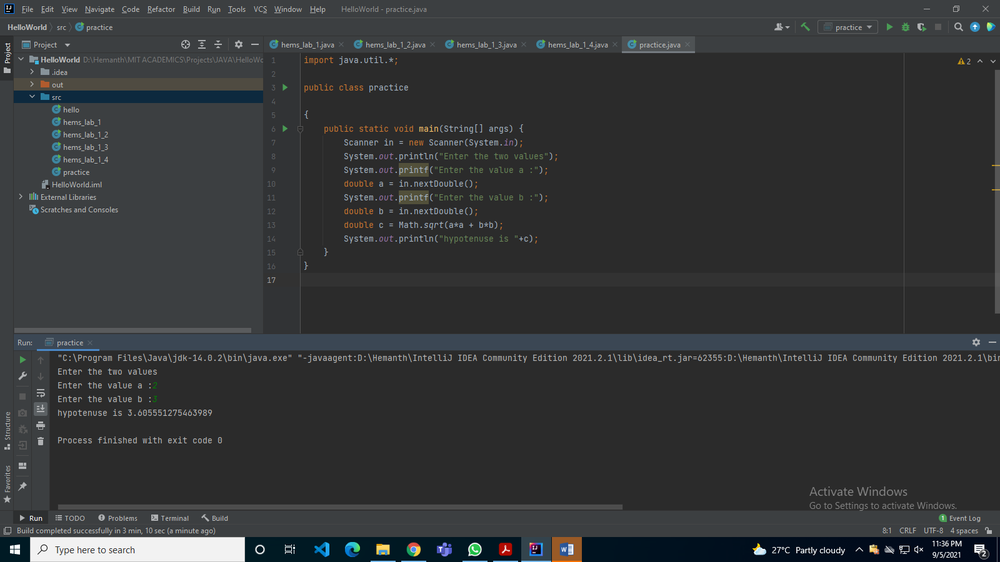 File Edit View Navigate Code Refactor Build Run Tools VCS Window Help HelloWorld - practice.java
HelloWorld src practice
practice
Project
Project
hems_lab_1.java hems_lab_1_2.java hems_lab_1_3.java hems_lab_1_4.java practice.java
HelloWorld D:\Hemanth\MIT ACADEMICS\Projects\JAVA\HelloWo
.idea
out
src
hello
hems_lab_1
hems_lab_1_2
hems_lab_1_3
hems_lab_1_4
practice
HelloWorld.iml
External Libraries
Scratches and Consoles
2
1 import java.util.*;
2
3 public class practice
4
5 {
6 public static void main(String[] args) {
7 Scanner in = new Scanner(System.in);
8 System.out.println("Enter the two values");
9 System.out.printf("Enter the value a :");
10 double a = in.nextDouble();
11 System.out.printf("Enter the value b :");
12 double b = in.nextDouble();
13 double c = Math.sqrt(a*a + b*b);
14 System.out.println("hypotenuse is "+c);
15 }
16 }
17
Run: practice
"C:\Program Files\Java\jdk-14.0.2\bin\java.exe" "-javaagent:D:\Hemanth\IntelliJ IDEA Community Edition 2021.2.1\lib\idea_rt.jar=62355:D:\Hemanth\IntelliJ IDEA Community Edition 2021.2.1\bin
Enter the two values
Enter the value a :2
Enter the value b :3
hypotenuse is 3.605551275463989
Process finished with exit code 0
Structure
Favorites
Activate Windows
Go to Settings to activate Windows.
Run TODO Problems Terminal Build 1 Event Log
Build completed successfully in 3 min, 10 sec (a minute ago) 8:1 CRLF UTF-8 4 spaces
Type here to search
27°C Partly cloudy
11:36 PM
9/5/2021
2